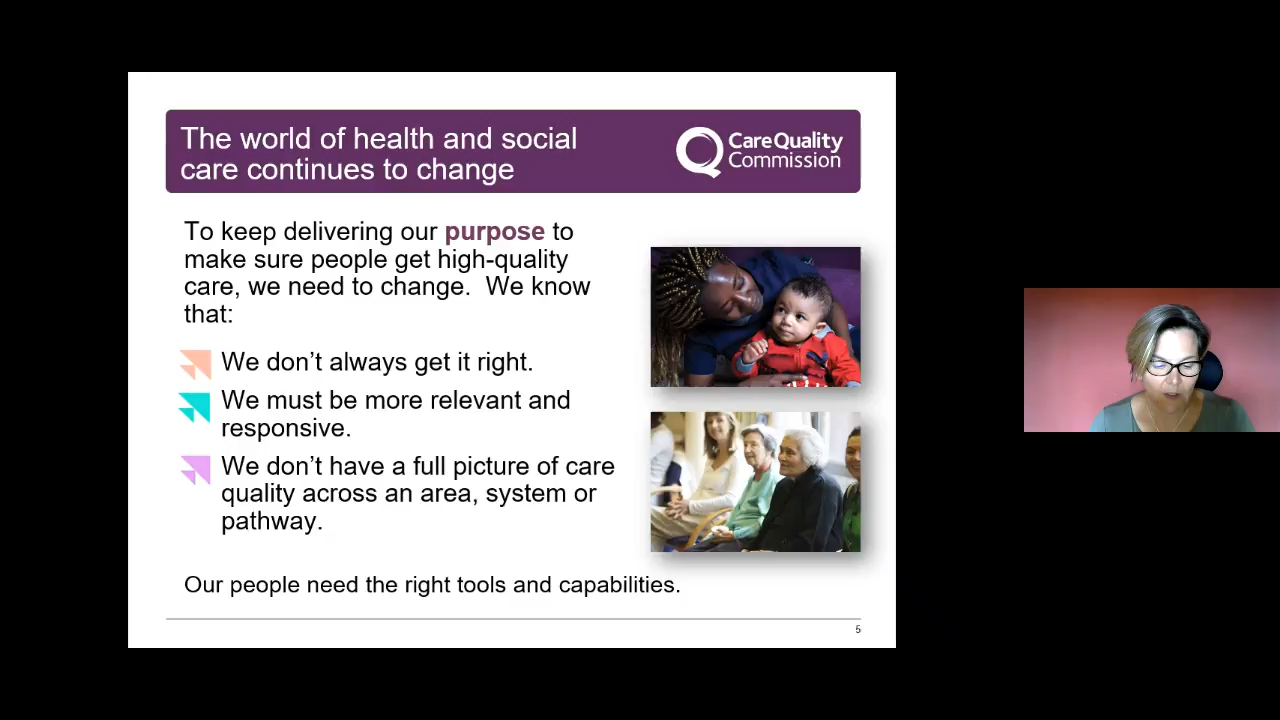 The world of health and social
care continues to change
CareQuality
Commission
To keep delivering our purpose to
make sure people get high-quality
care, we need to change.  We know
that:
We don’t always get it right.
We must be more relevant and
responsive.
We don’t have a full picture of care
quality across an area, system or
pathway.
Our people need the right tools and capabilities.
5